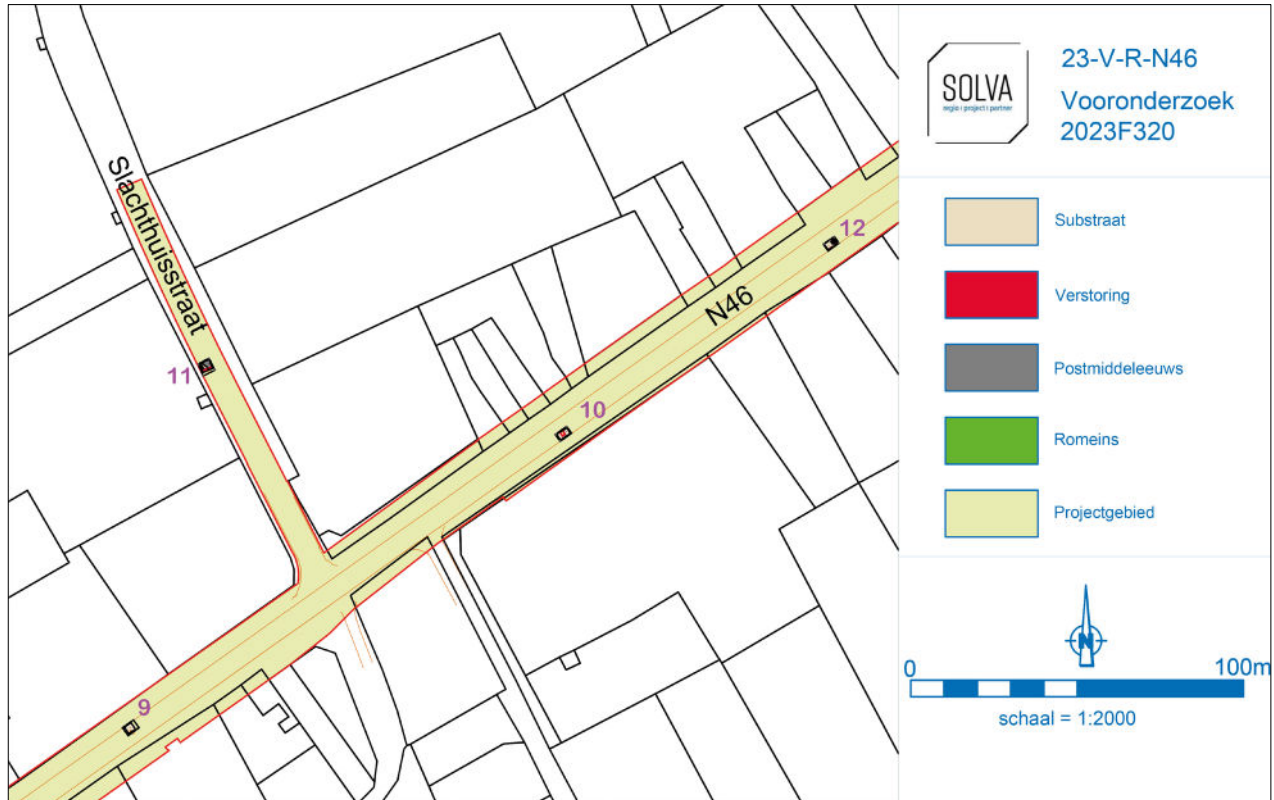 Slachthuisstraat
11
9
10
N46
12
SOLVA
regio I project I partner
23-V-R-N46
Vooronderzoek
2023F320
Substraat
Verstoring
Postmiddeleeuws
Romeins
Projectgebied
N
0 100m
schaal = 1:2000